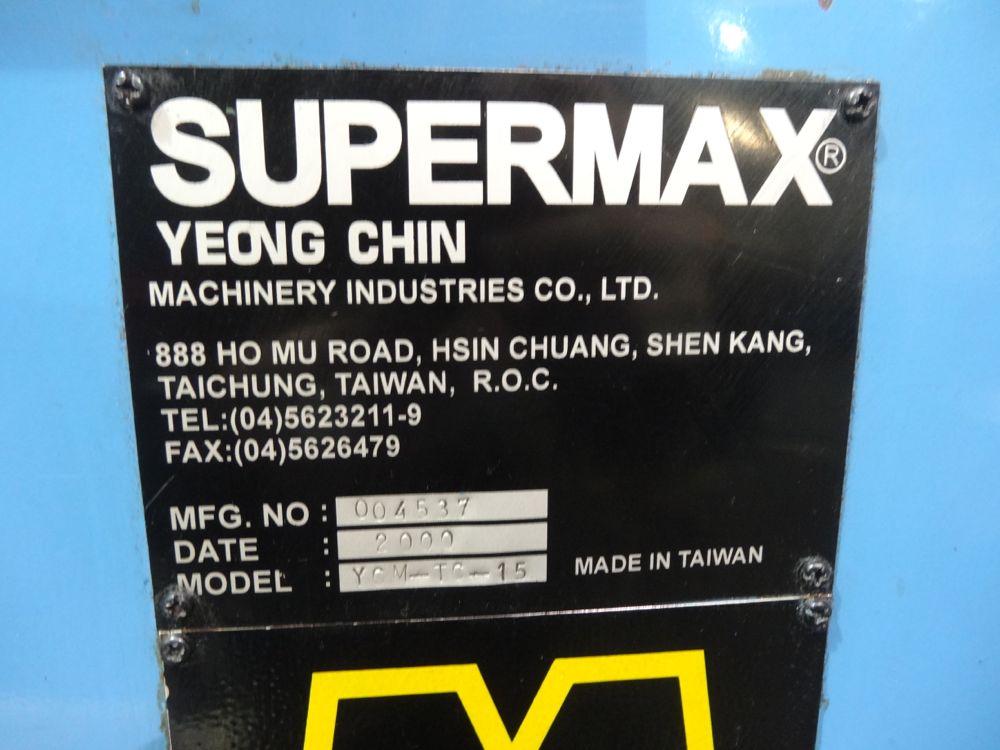 SUPERMAX®
YEONG CHIN
MACHINERY INDUSTRIES CO., LTD.
888 HO MU ROAD, HSIN CHUANG, SHEN KANG,
TAICHUNG, TAIWAN, R.O.C.
TEL:(04)5623211-9
FAX:(04)5626479
MFG. NO : 004537
DATE : 2000
MODEL : YCM-TC-15
MADE IN TAIWAN